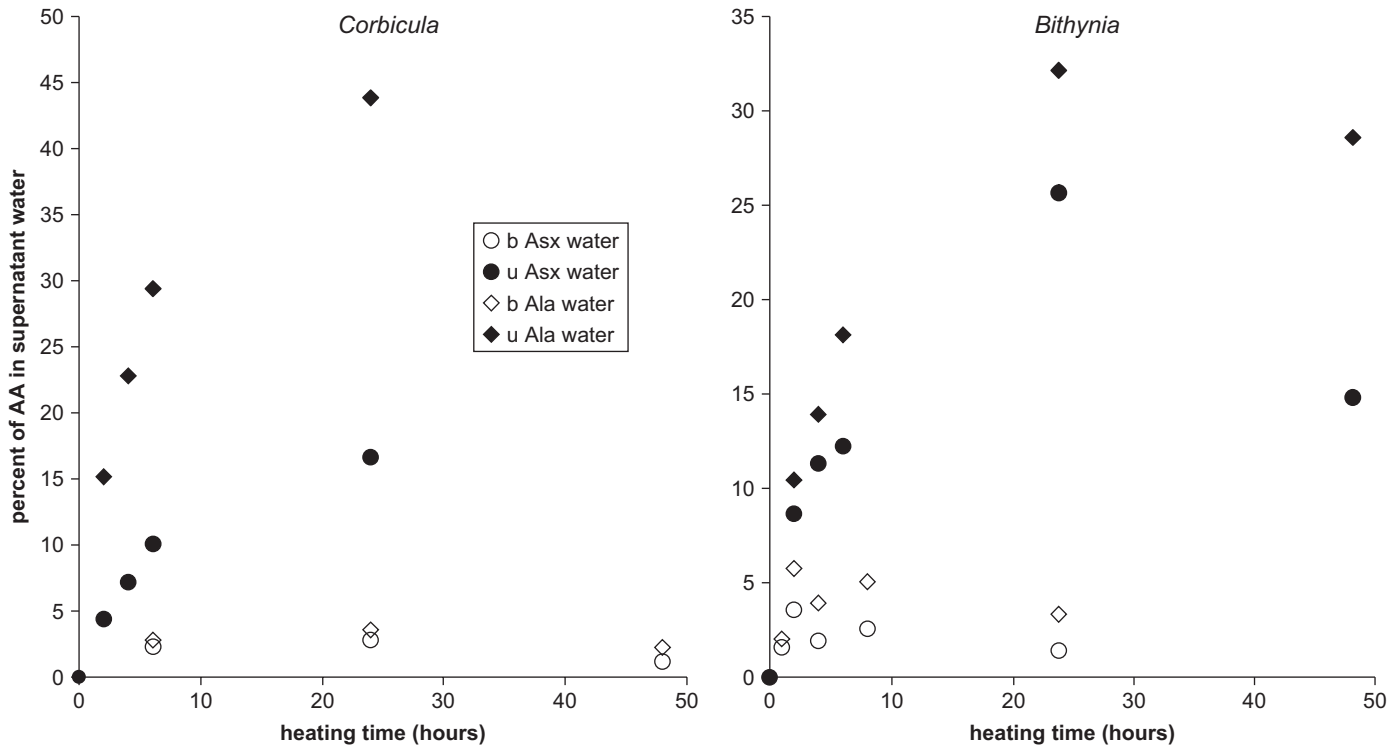 Corbicula
50
45
40
35
30
25
20
15
10
5
0
percent of AA in supernatant water
b Asx water
u Asx water
b Ala water
u Ala water
0 10 20 30 40 50
heating time (hours)
Bithynia
35
30
25
20
15
10
5
0
0 10 20 30 40 50
heating time (hours)